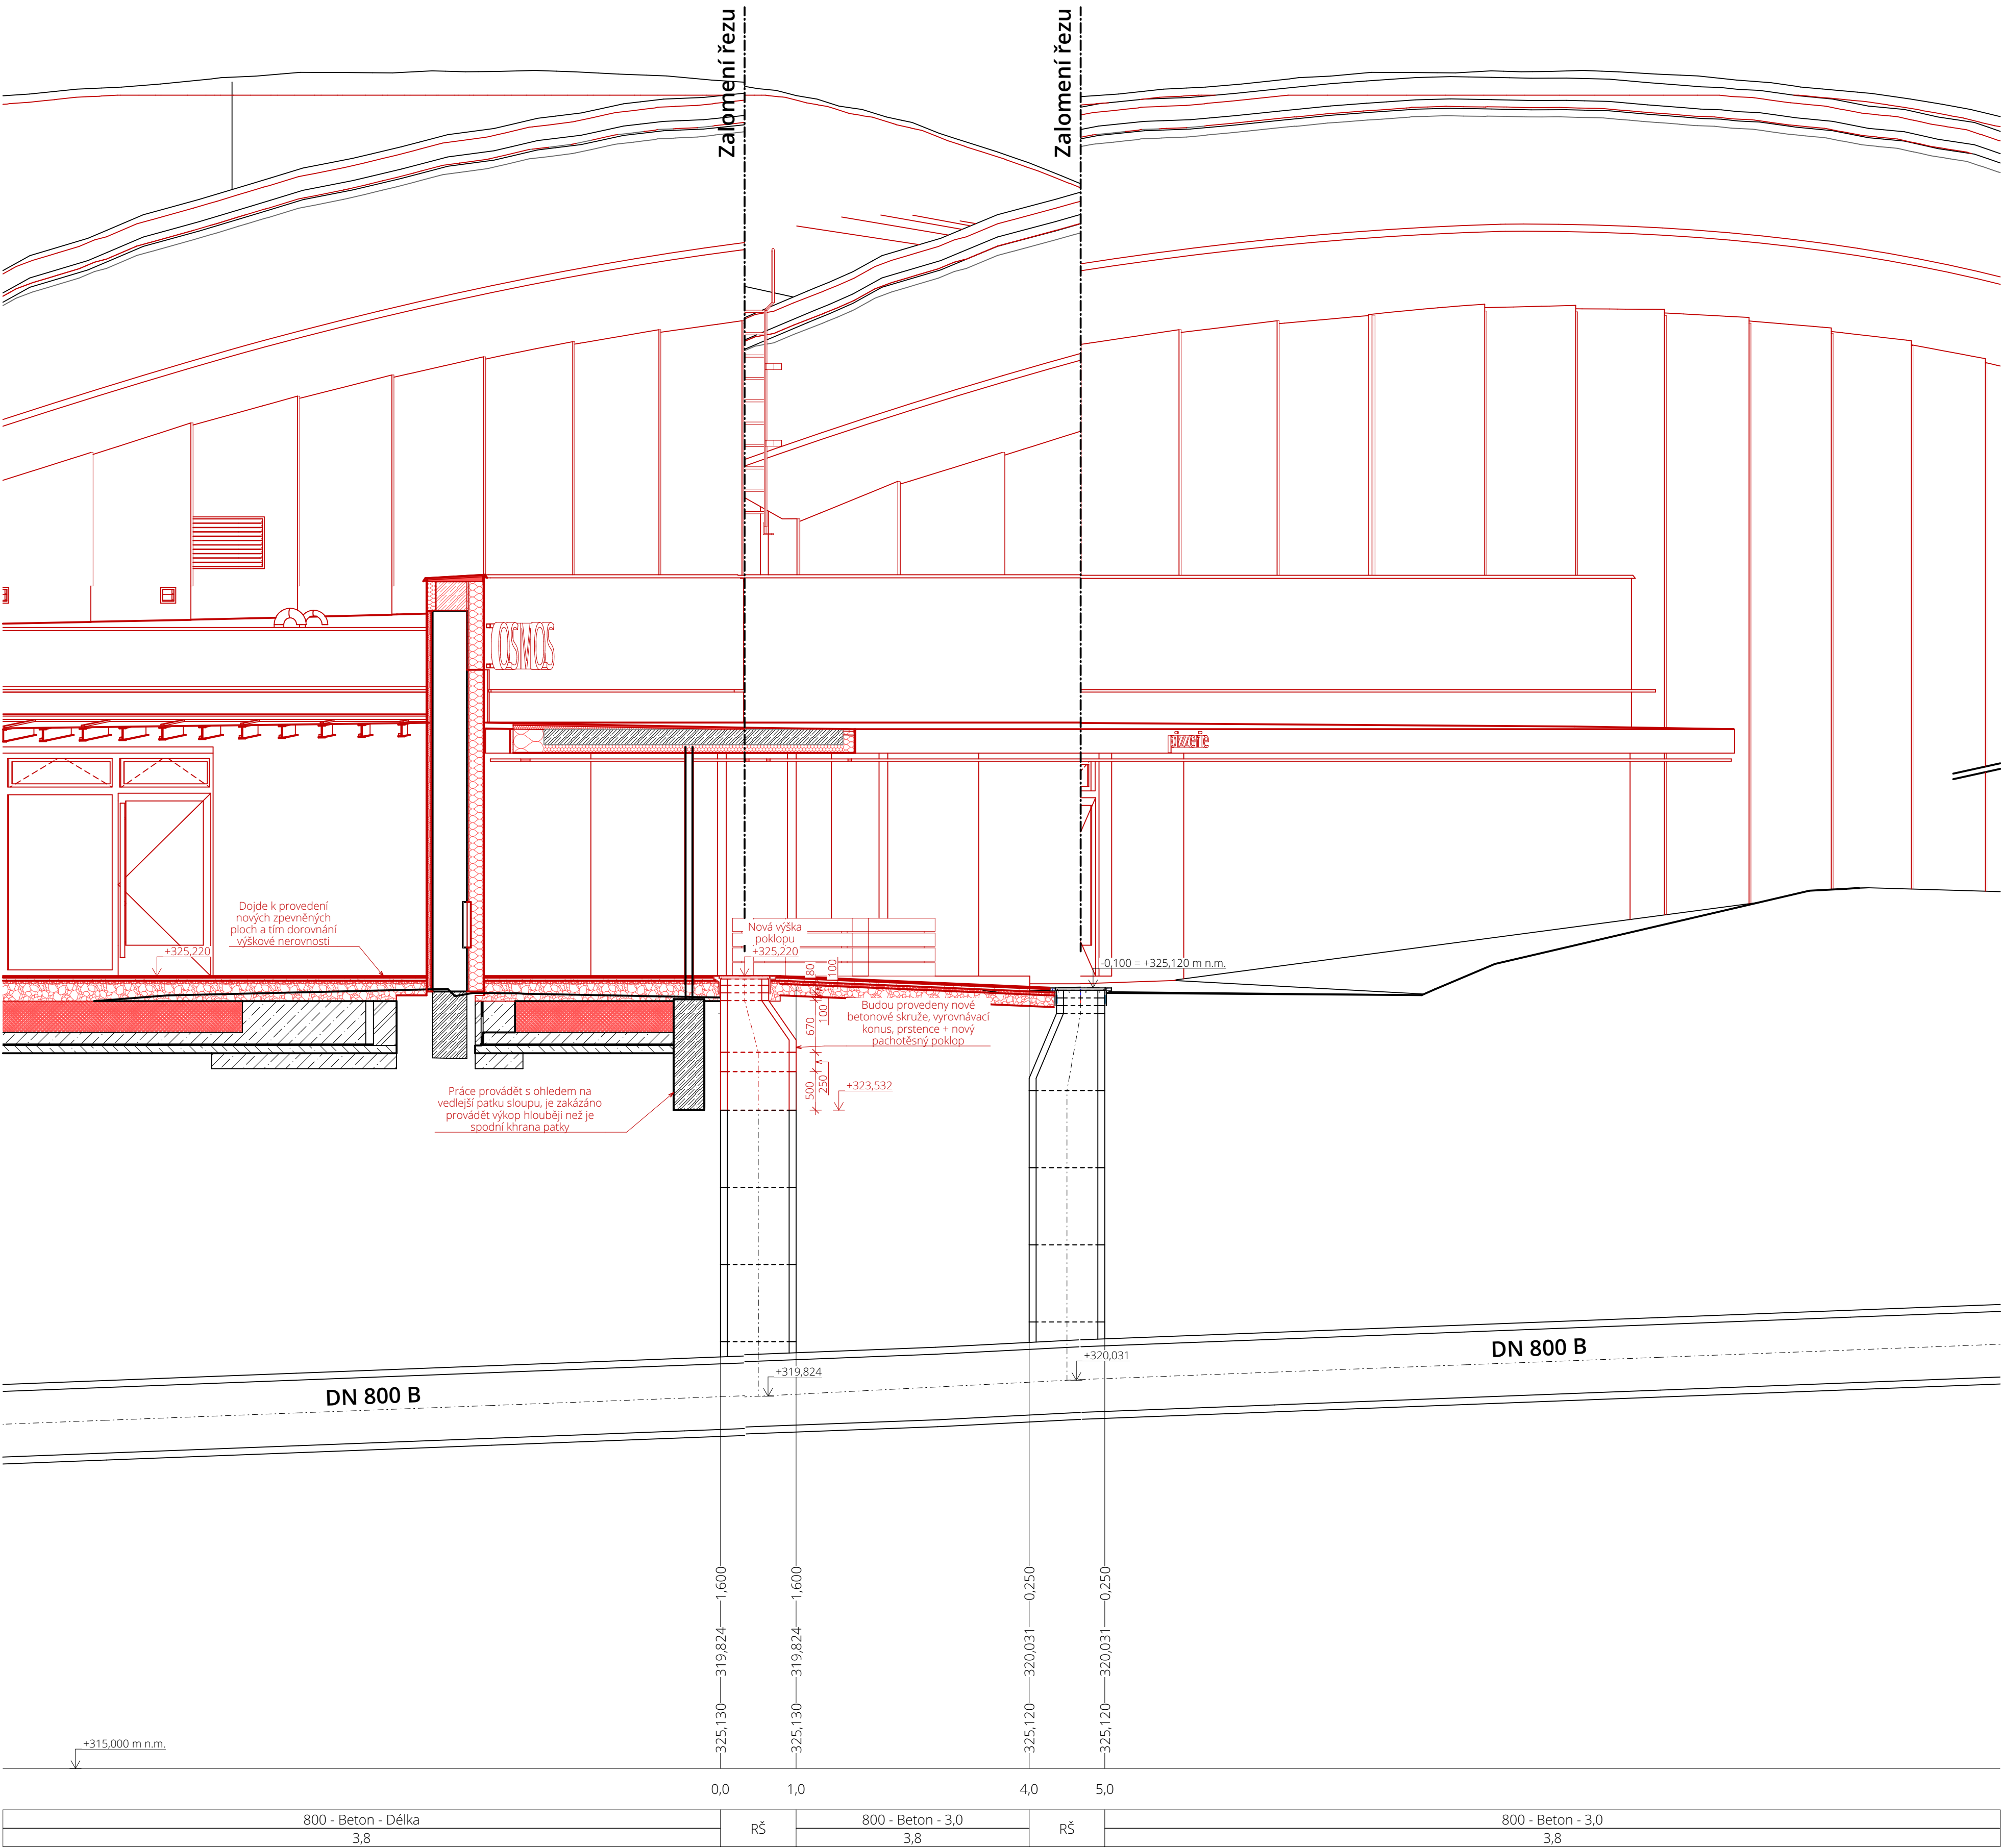 Zalomení řezu
Zalomení řezu
COSMOS
pizzerie
Dojde k provedení
nových zpevněných
ploch a tím dorovnání
výškové nerovnosti
+325,220
Nová výška
poklopu
+325,220
80
100
100
670
250
500
+323,532
-0,100 = +325,120 m n.m.
Budou provedeny nové
betonové skruže, vyrovnávací
konus, prstence + nový
pachotěsný poklop
Práce provádět s ohledem na
vedlejší patku sloupu, je zakázáno
provádět výkop hlouběji než je
spodní khrana patky
DN 800 B
+319,824
+320,031
DN 800 B
1,600
1,600
0,250
0,250
319,824
319,824
320,031
320,031
325,130
325,130
325,120
325,120
+315,000 m n.m.
0,0
1,0
4,0
5,0
800 - Beton - Délka
3,8
RŠ
800 - Beton - 3,0
3,8
RŠ
800 - Beton - 3,0
3,8